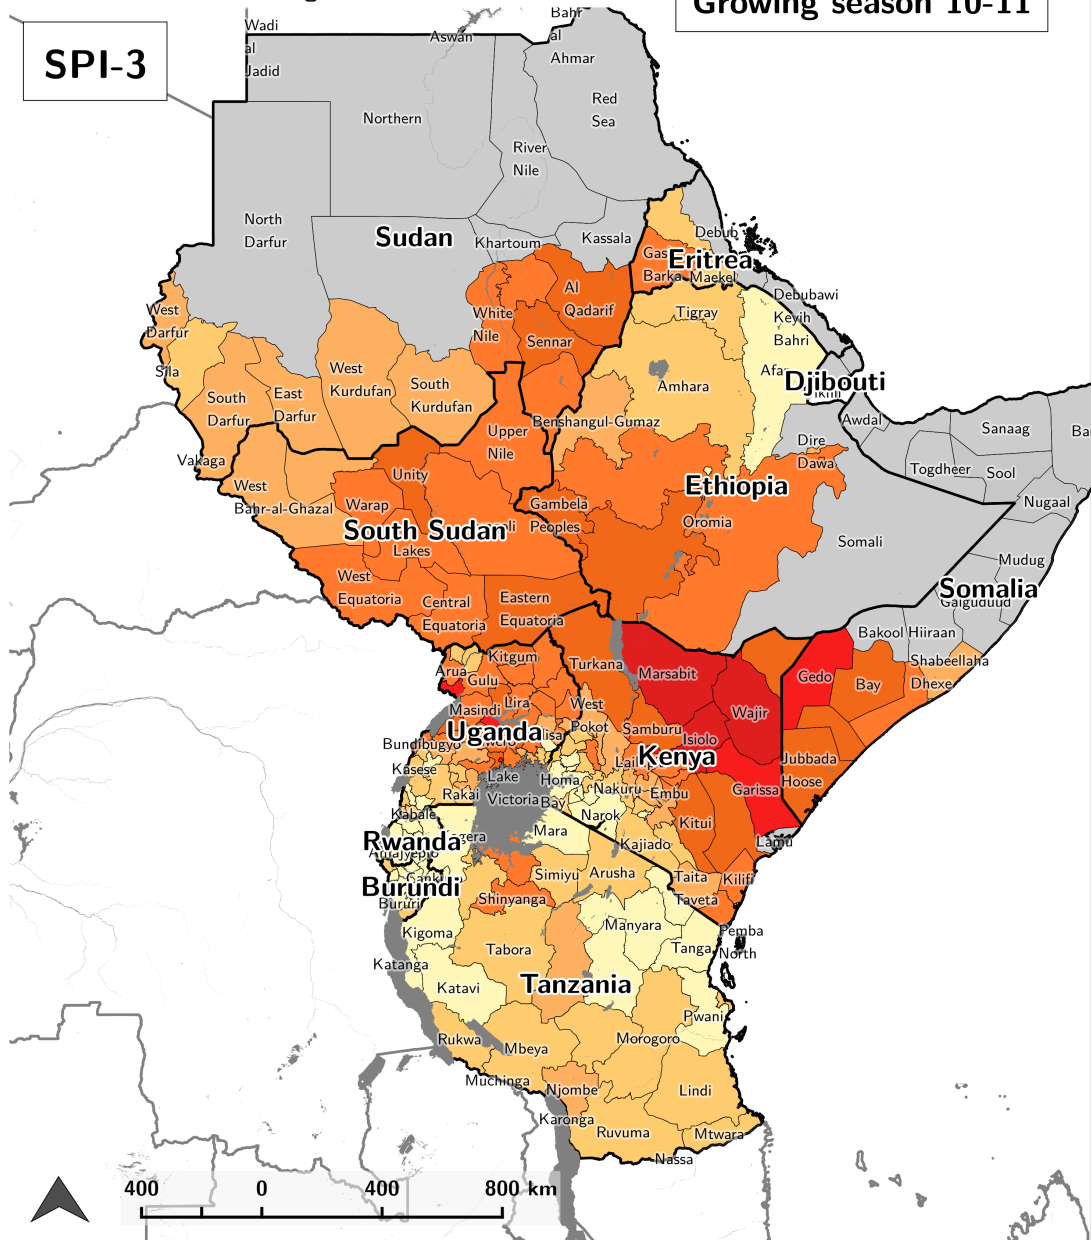 Growing season 10-11
SPI-3
Wadi
al
Jadid
Aswan
Bahr
al
Ahmar
Northern
Red
Sea
River
Nile
North
Darfur
Sudan
Khartoum
Kassala
Debub
Gas
Barka
Eritrea
Maekel
Al
Qadarif
White
Nile
Sennar
Tigray
Debubawi
Keyih
Bahri
West
Darfur
Sila
South
Darfur
East
Darfur
West
Kurdufan
South
Kurdufan
Amhara
Afar
Djibouti
Benshangul-Gumaz
Upper
Nile
Awdal
Sanaag
Ba
Dire
Dawa
Togdheer
Sool
Nugaal
Vakaga
West
Bahr-al-Ghazal
Unity
Warap
South Sudan
Lakes
Gambela
Peoples
Ethiopia
Oromia
Somali
Mudug
Somalia
Galguduud
West
Equatoria
Central
Equatoria
Eastern
Equatoria
Bakool
Hiiraan
Shabeellaha
Dhexe
Arua
Kitgum
Gulu
Turkana
Marsabit
Gedo
Bay
Masindi
Lira
West
Pokot
Samburu
Wajir
Isiolo
Uganda
Kenya
Bundibugyo
Kasese
Lake
Victoria
Homa
Bay
Nakuru
Embu
Garissa
Jubbada
Hoose
Rakai
Kabale
Narok
Kitui
Lamu
Rwanda
Mara
Kajiado
Burundi
Bururi
Simiyu
Arusha
Taita
Taveta
Kilifi
Shinyanga
Kigoma
Manyara
Pemba
North
Tanga
Katanga
Tabora
Tanzania
Katavi
Pwani
Rukwa
Mbeya
Morogoro
Muchinga
Njombe
Lindi
Karonga
Ruvuma
Mtwara
Nassa
400 0 400 800 km